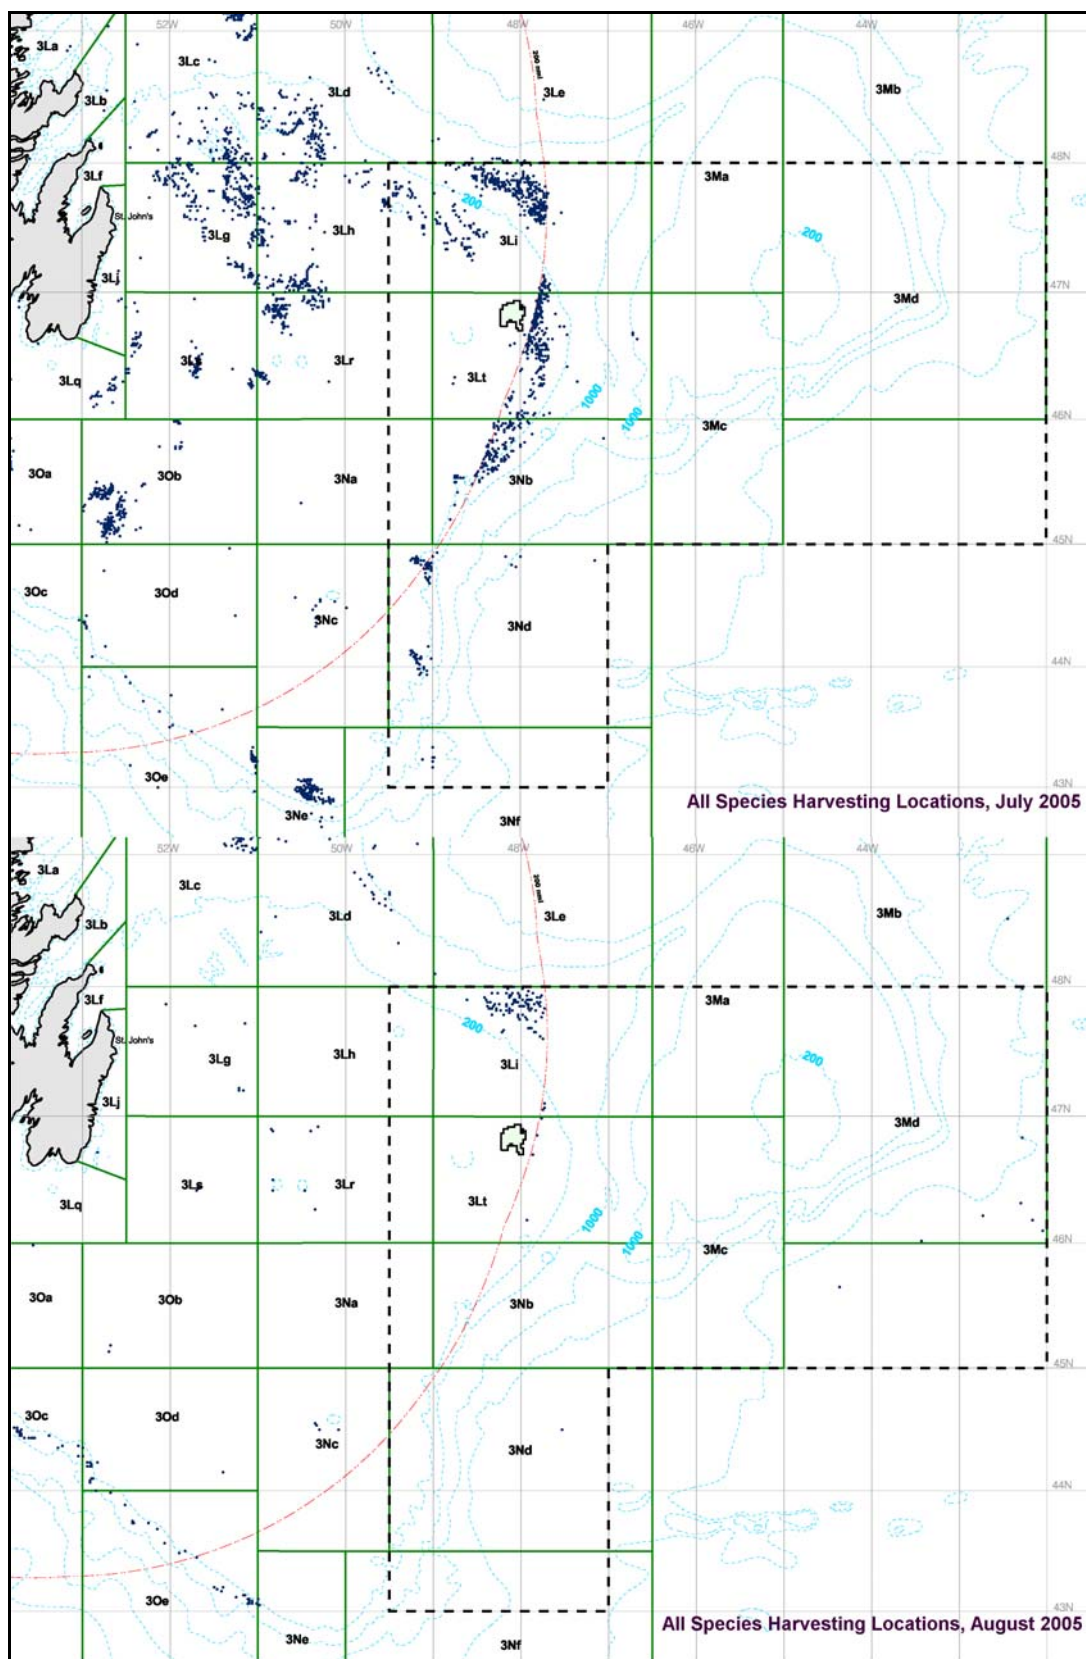 52W 50W 48W 46W 44W
3La
3Lc
200 nmi
3Lb
3Ld
3Le
3Mb
48N
3Lf
3Ma
200
St. John's
3Lg
3Lh
3Li
200
3Lj
47N
3Md
3Lq
3Ls
3Lr
3Lt
1000
1000
46N
3Mc
3Oa
3Ob
3Na
3Nb
45N
3Oc
3Od
3Nc
3Nd
44N
3Oe
3Ne
3Nf
43N
All Species Harvesting Locations, July 2005
52W 50W 48W 46W 44W
3La
3Lc
200 nmi
3Lb
3Ld
3Le
3Mb
48N
3Lf
3Ma
200
St. John's
3Lg
3Lh
3Li
200
3Lj
47N
3Md
3Lq
3Ls
3Lr
3Lt
1000
1000
46N
3Mc
3Oa
3Ob
3Na
3Nb
45N
3Oc
3Od
3Nc
3Nd
44N
3Oe
3Ne
3Nf
43N
All Species Harvesting Locations, August 2005